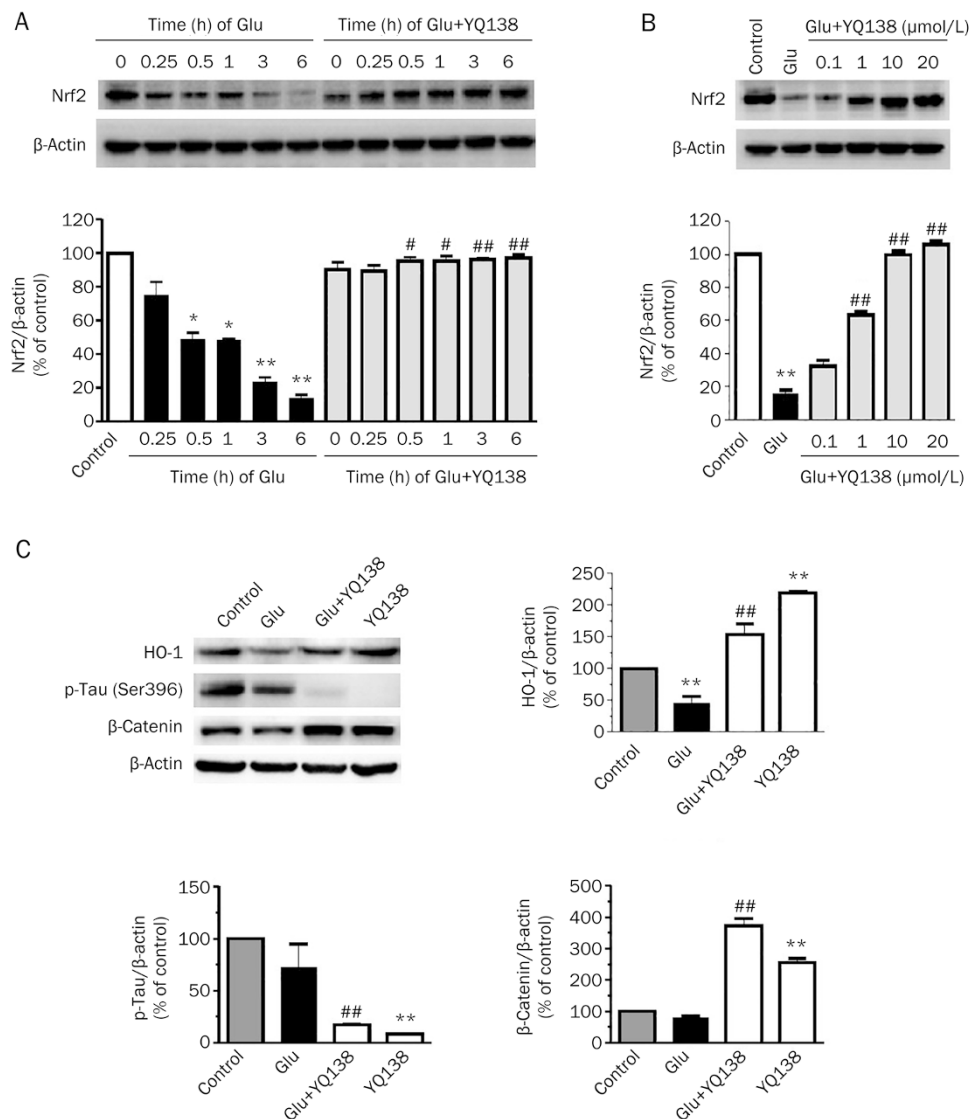 A
Time (h) of Glu Time (h) of Glu+YQ138
0 0.25 0.5 1 3 6 0 0.25 0.5 1 3 6
Nrf2
β-Actin
Nrf2/β-actin
(% of control)
120
100
80
60
40
20
0
* * ** ** # # ## ##
Control 0.25 0.5 1 3 6 0 0.25 0.5 1 3 6
Time (h) of Glu Time (h) of Glu+YQ138
B
Control Glu Glu+YQ138 (µmol/L)
0.1 1 10 20
Nrf2
β-Actin
Nrf2/β-actin
(% of control)
120
100
80
60
40
20
0
** ## ## ##
Control Glu 0.1 1 10 20
Glu+YQ138 (µmol/L)
C
Control Glu Glu+YQ138 YQ138
HO-1
p-Tau (Ser396)
β-Catenin
β-Actin
HO-1/β-actin
(% of control)
250
200
150
100
50
0
** ## **
Control Glu Glu+YQ138 YQ138
p-Tau/β-actin
(% of control)
150
100
50
0
## **
Control Glu Glu+YQ138 YQ138
β-Catenin/β-actin
(% of control)
500
400
300
200
100
0
## **
Control Glu Glu+YQ138 YQ138